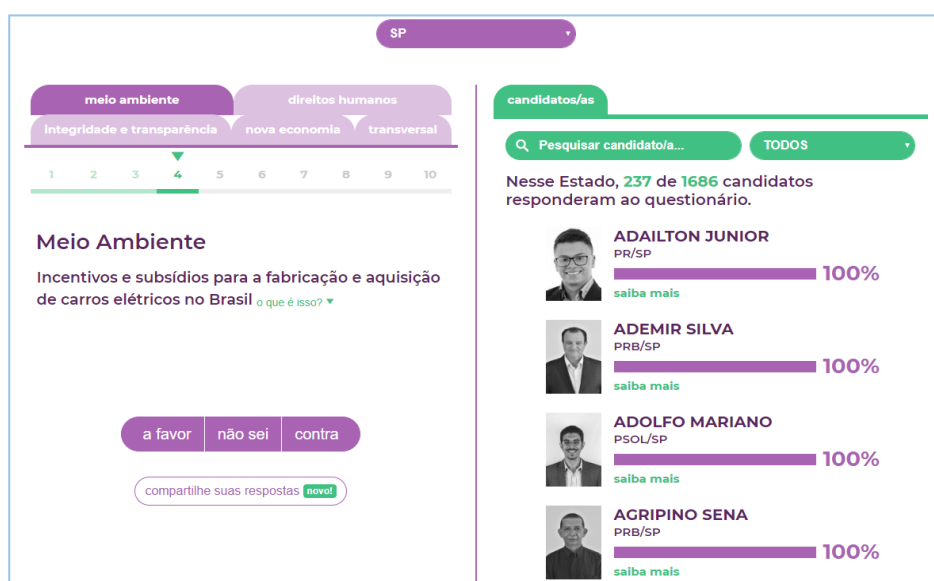 SP
meio ambiente
direitos humanos
integridade e transparência
nova economia
transversal
1 2 3 4 5 6 7 8 9 10
Meio Ambiente
Incentivos e subsídios para a fabricação e aquisição
de carros elétricos no Brasil o que é isso?
a favor
não sei
contra
compartilhe suas respostas novo!
candidatos/as
Pesquisar candidato/a...
TODOS
Nesse Estado, 237 de 1686 candidatos
responderam ao questionário.
ADAILTON JUNIOR
PR/SP
100%
saiba mais
ADEMIR SILVA
PRB/SP
100%
saiba mais
ADOLFO MARIANO
PSOL/SP
100%
saiba mais
AGRIPINO SENA
PRB/SP
100%
saiba mais